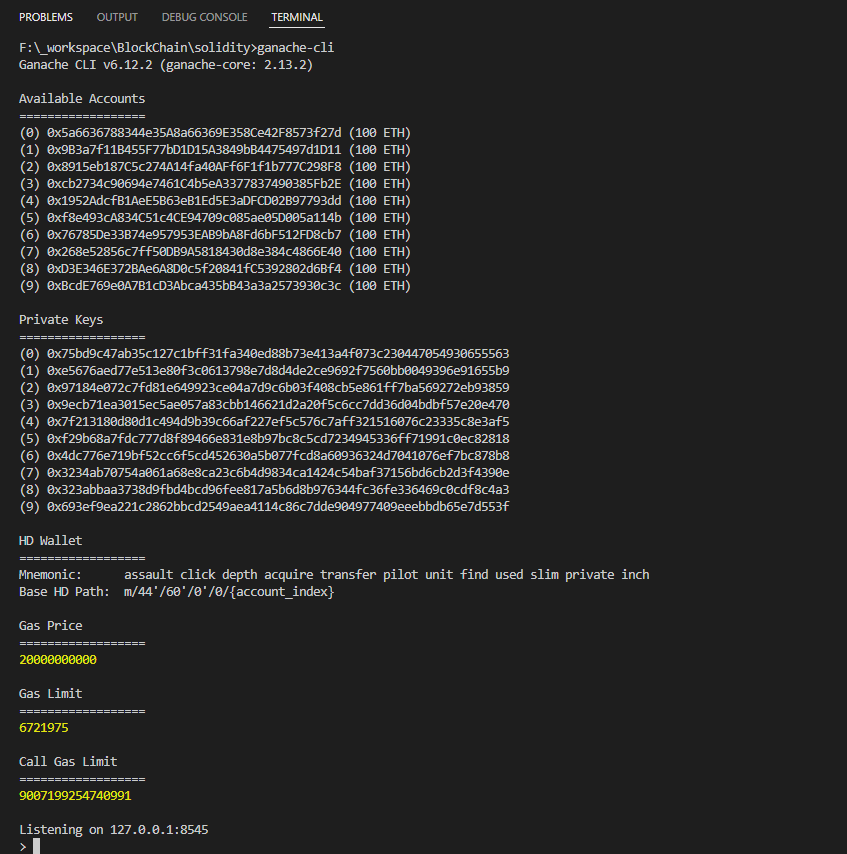 PROBLEMS OUTPUT DEBUG CONSOLE TERMINAL
F:\_workspace\BlockChain\solidity>ganache-cli
Ganache CLI v6.12.2 (ganache-core: 2.13.2)
Available Accounts
==================
(0) 0x5a6636788344e35A8a66369E358Ce42F8573f27d (100 ETH)
(1) 0x9B3a7f11B455F77bD1D15A3849bB4475497d1D11 (100 ETH)
(2) 0x8915eb187C5c274A14fa40AFf6F1f1b777C298F8 (100 ETH)
(3) 0xcb2734c90694e7461C4b5eA3377837490385Fb2E (100 ETH)
(4) 0x1952AdcfB1AeE5B63eB1Ed5E3aDFCD02B97793dd (100 ETH)
(5) 0xf8e493cA834C51c4CE94709c085ae05D005a114b (100 ETH)
(6) 0x76785De33B74e957953EAB9bA8Fd6bF512FD8cb7 (100 ETH)
(7) 0x268e52856c7ff50DB9A5818430d8e384c4866E40 (100 ETH)
(8) 0xD3E346E372BAe6A8D0c5f20841fC5392802d6Bf4 (100 ETH)
(9) 0xBcdE769e0A7B1cD3Abca435bB43a3a2573930c3c (100 ETH)
Private Keys
==================
(0) 0x75bd9c47ab35c127c1bff31fa340ed88b73e413a4f073c230447054930655563
(1) 0xe5676aed77e513e80f3c0613798e7d8d4de2ce9692f7560bb0049396e91655b9
(2) 0x97184e072c7fd81e649923ce04a7d9c6b03f408cb5e861ff7ba569272eb93859
(3) 0x9ecb71ea3015ec5ae057a83cbb146621d2a20f5c6cc7dd36d04bdbf57e20e470
(4) 0x7f213180d80d1c494d9b39c66af227ef5c576c7aff321516076c23335c8e3af5
(5) 0xf29b68a7fdc777d8f89466e831e8b97bc8c5cd7234945336ff71991c0ec82818
(6) 0x4dc776e719bf52cc6f5cd452630a5b077fcd8a60936324d7041076ef7bc878b8
(7) 0x3234ab70754a061a68e8ca23c6b4d9834ca1424c54baf37156bd6cb2d3f4390e
(8) 0x323abbaa3738d9fbd4bcd96fee817a5b6d8b976344fc36fe336469c0cdf8c4a3
(9) 0x693ef9ea221c2862bbcd2549aea4114c86c7dde904977409eeebbdb65e7d553f
HD Wallet
==================
Mnemonic: assault click depth acquire transfer pilot unit find used slim private inch
Base HD Path: m/44'/60'/0'/0/{account_index}
Gas Price
==================
20000000000
Gas Limit
==================
6721975
Call Gas Limit
==================
9007199254740991
Listening on 127.0.0.1:8545
>